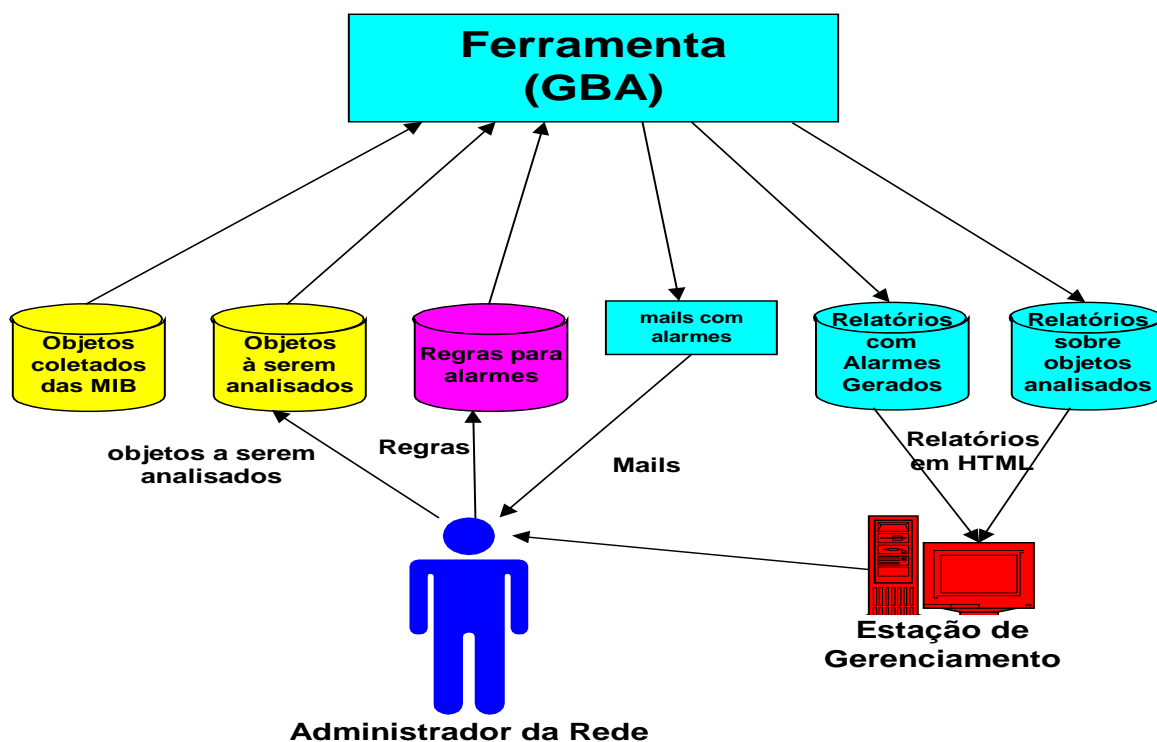 Ferramenta
(GBA)
Objetos
coletados
das MIB
Objetos
à serem
analisados
Regras para
alarmes
mails com
alarmes
Relatórios
com
Alarmes
Gerados
Relatórios
sobre
objetos
analisados
objetos a serem
analisados
Regras
Mails
Relatórios
em HTML
Estação de
Gerenciamento
Administrador da Rede